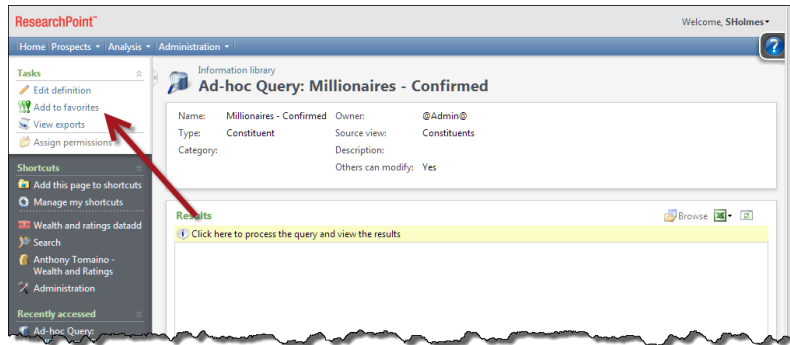 ResearchPoint™
Welcome, SHolmes
Home Prospects Analysis Administration
?
Tasks
Edit definition
Add to favorites
View exports
Assign permissions
Shortcuts
Add this page to shortcuts
Manage my shortcuts
Wealth and ratings datadd
Search
Anthony Tomaino -
Wealth and Ratings
Administration
Recently accessed
Ad-hoc Query:
Information library
Ad-hoc Query: Millionaires - Confirmed
Name: Millionaires - Confirmed Owner: @Admin@
Type: Constituent Source view: Constituents
Category: Description:
Others can modify: Yes
Results
Browse
Click here to process the query and view the results